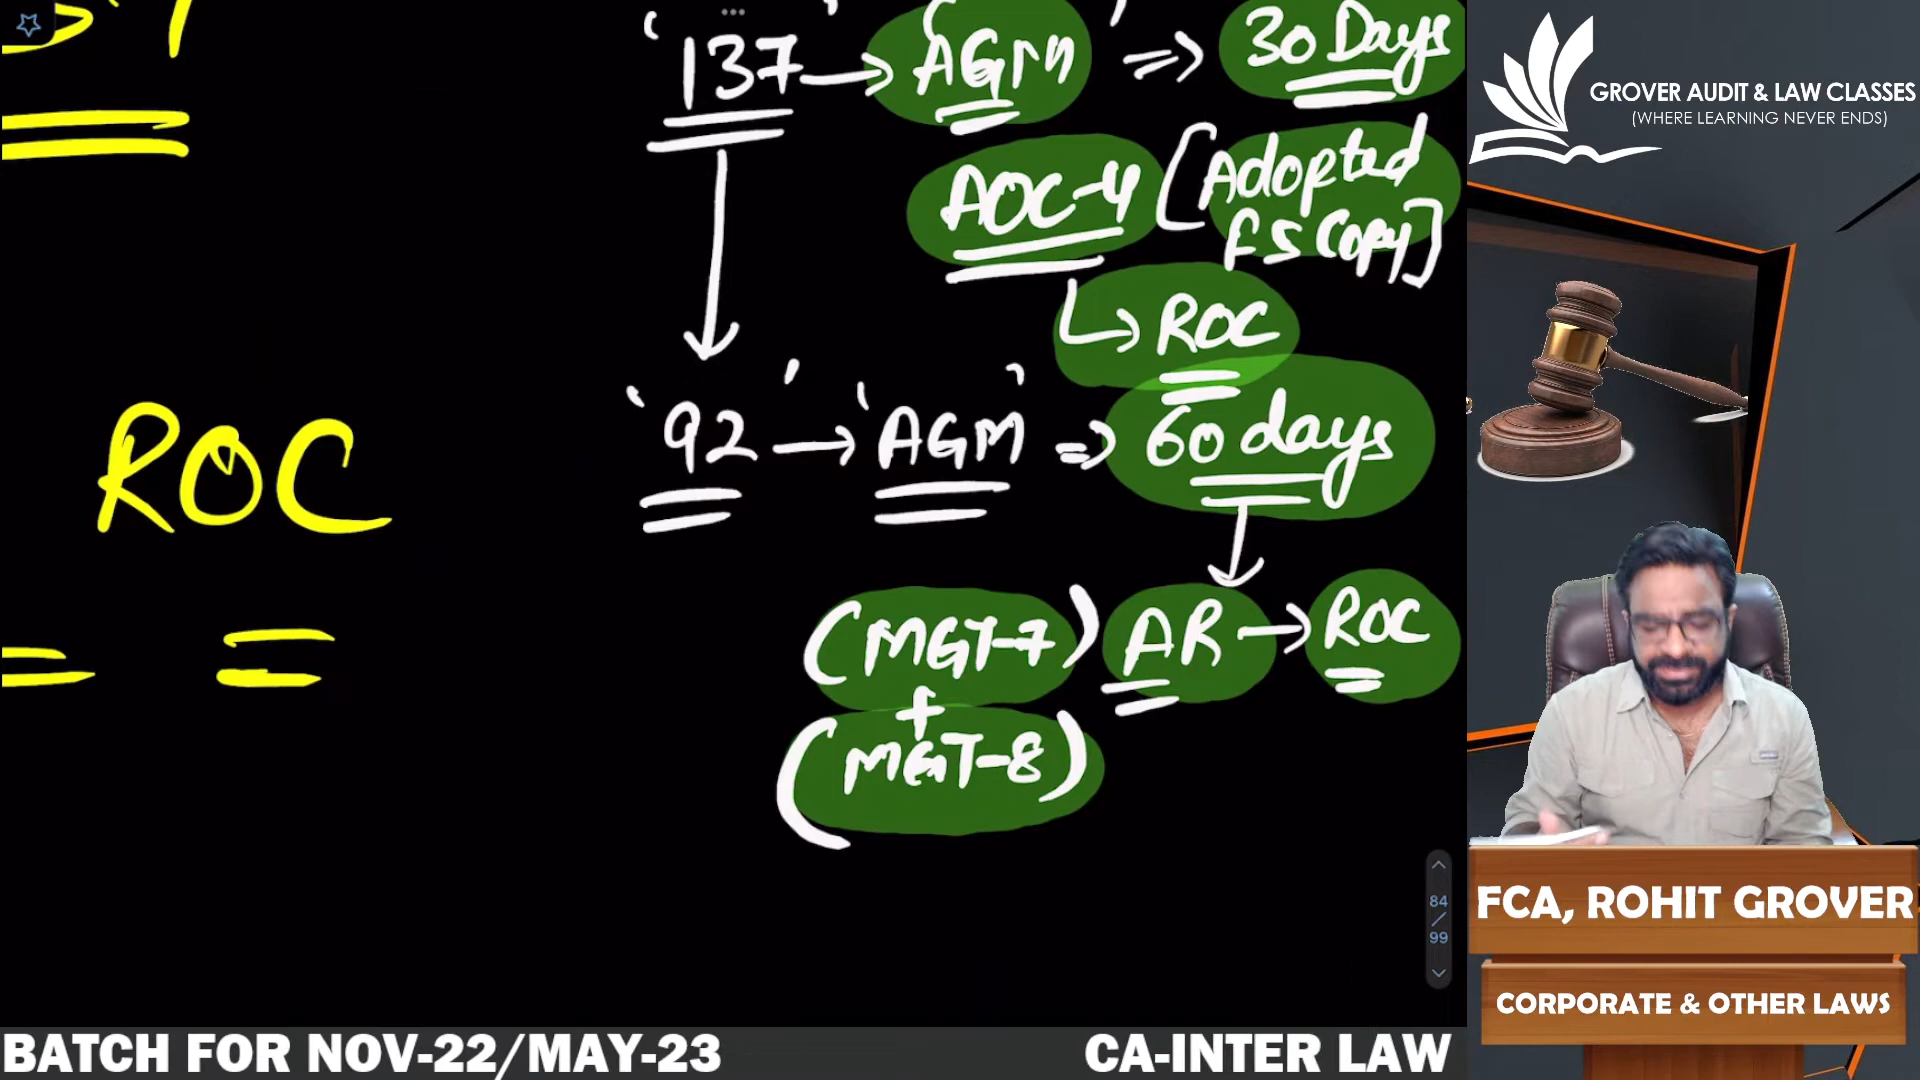 '137' → 'AGM' => 30 Days
AOC-4 [Adopted
FS Copy]
↳ ROC
'92' → 'AGM' => 60 days
ROC
(MGT-7) AR → ROC
+
(MGT-8)
84
99
GROVER AUDIT & LAW CLASSES
(WHERE LEARNING NEVER ENDS)
FCA, ROHIT GROVER
CORPORATE & OTHER LAWS
BATCH FOR NOV-22/MAY-23
CA-INTER LAW